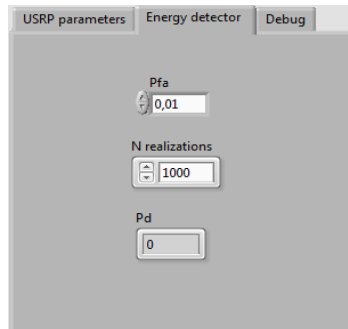 USRP parameters Energy detector Debug
Pfa
0,01
N realizations
1000
Pd
0